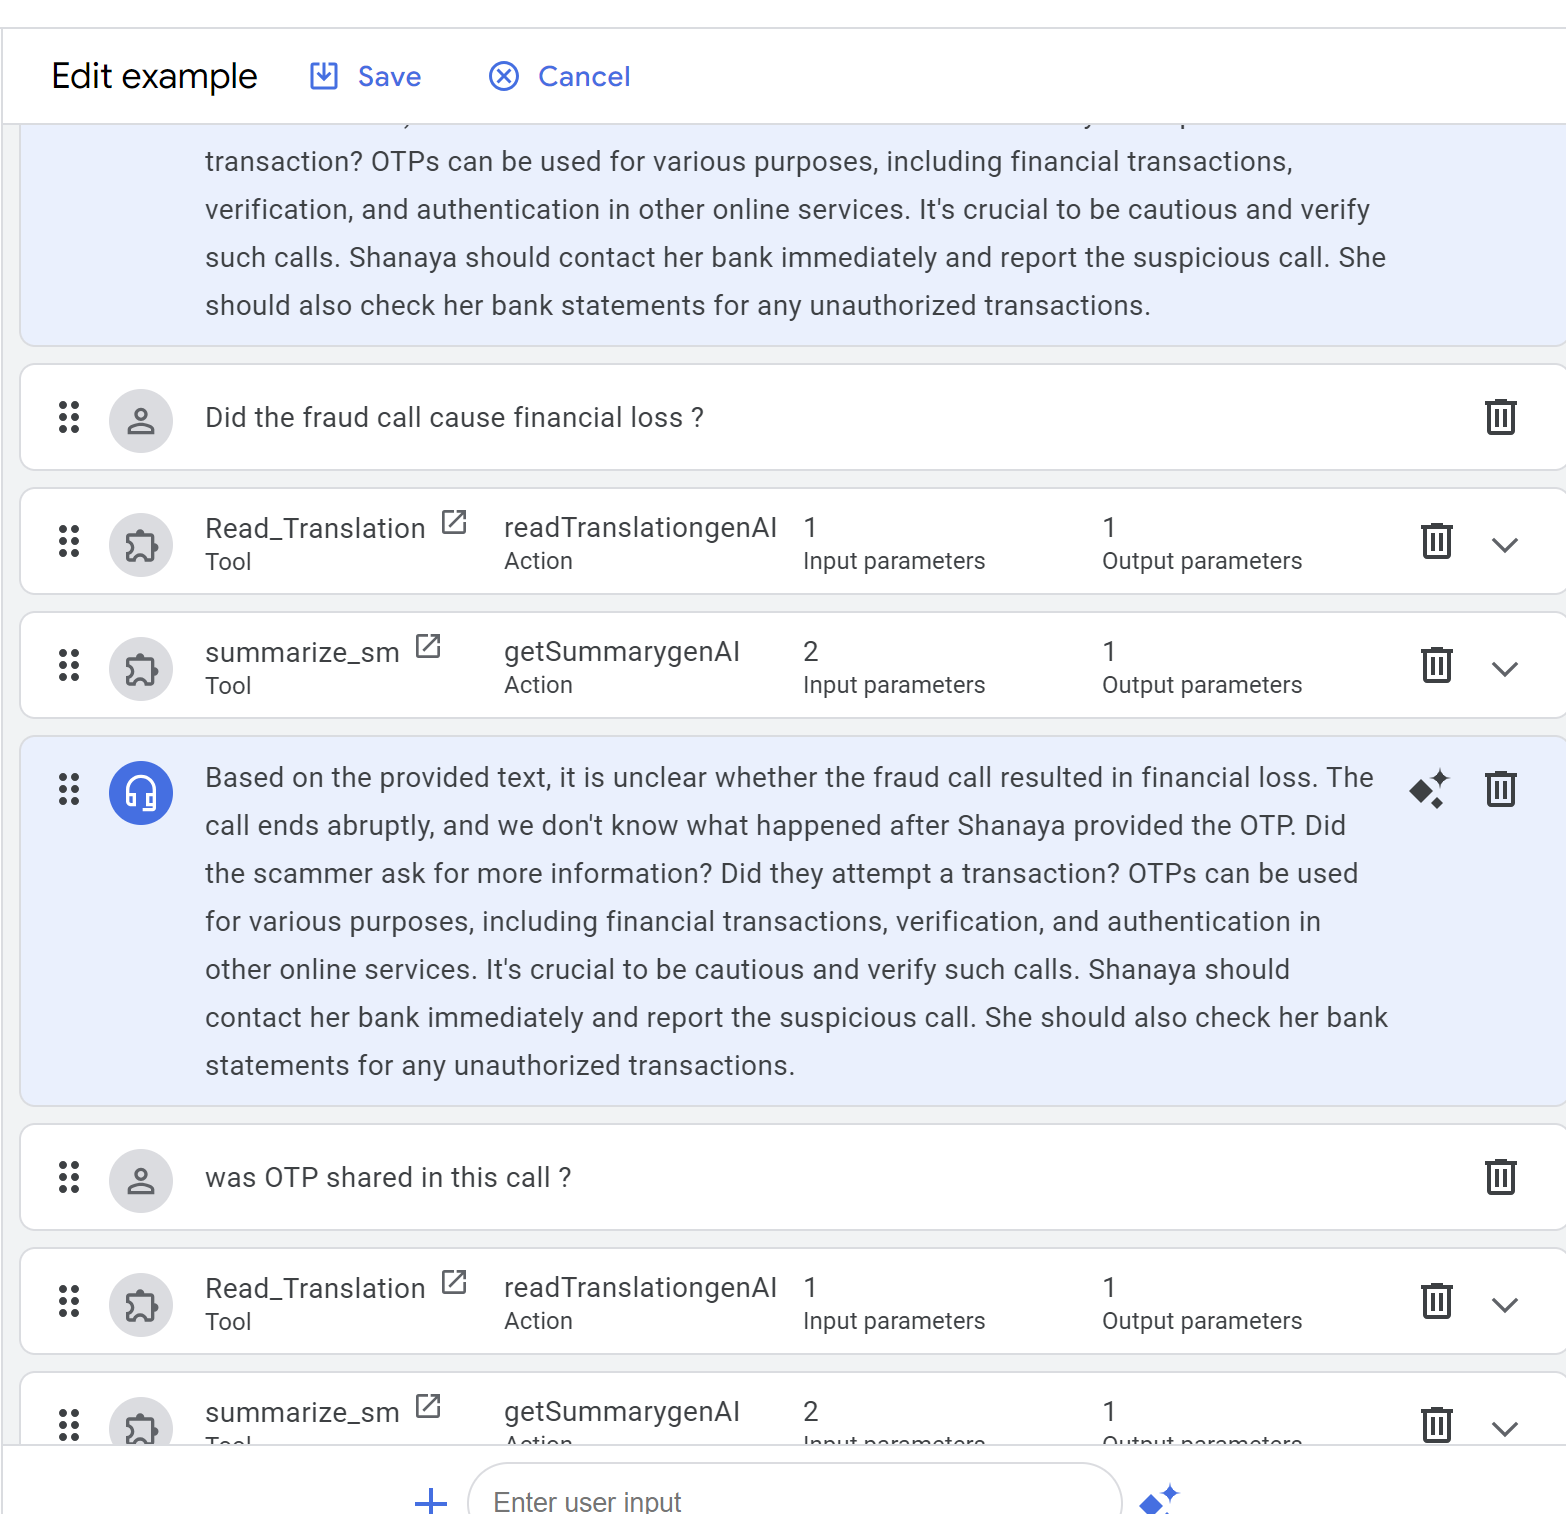 Edit example Save Cancel
transaction? OTPs can be used for various purposes, including financial transactions,
verification, and authentication in other online services. It's crucial to be cautious and verify
such calls. Shanaya should contact her bank immediately and report the suspicious call. She
should also check her bank statements for any unauthorized transactions.
Did the fraud call cause financial loss ?
Read_Translation readTranslationgenAI 1 1
Tool Action Input parameters Output parameters
summarize_sm getSummarygenAI 2 1
Tool Action Input parameters Output parameters
Based on the provided text, it is unclear whether the fraud call resulted in financial loss. The
call ends abruptly, and we don't know what happened after Shanaya provided the OTP. Did
the scammer ask for more information? Did they attempt a transaction? OTPs can be used
for various purposes, including financial transactions, verification, and authentication in
other online services. It's crucial to be cautious and verify such calls. Shanaya should
contact her bank immediately and report the suspicious call. She should also check her bank
statements for any unauthorized transactions.
was OTP shared in this call ?
Read_Translation readTranslationgenAI 1 1
Tool Action Input parameters Output parameters
summarize_sm getSummarygenAI 2 1
Tool Action Input parameters Output parameters
Enter user input